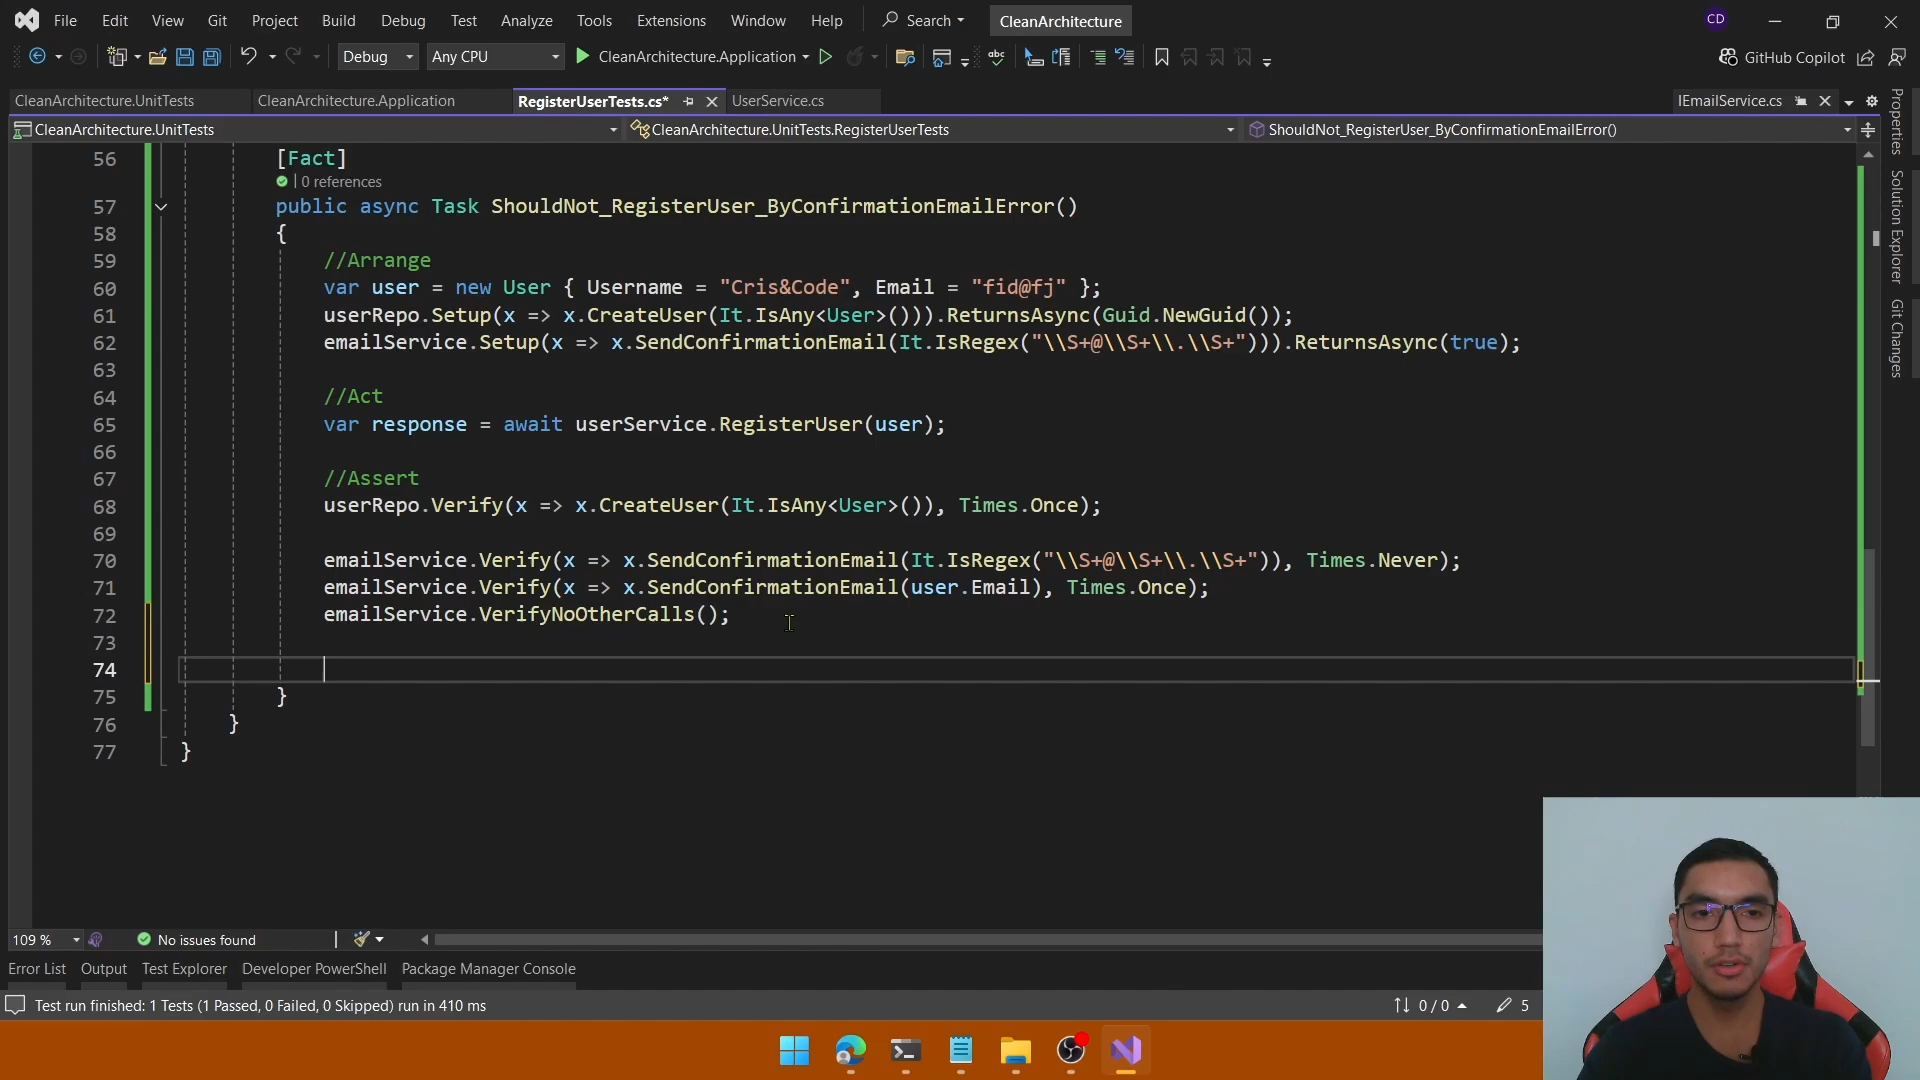 File Edit View Git Project Build Debug Test Analyze Tools Extensions Window Help Search CleanArchitecture CD
Debug Any CPU CleanArchitecture.Application GitHub Copilot
CleanArchitecture.UnitTests CleanArchitecture.Application RegisterUserTests.cs* UserService.cs IEmailService.cs
CleanArchitecture.UnitTests CleanArchitecture.UnitTests.RegisterUserTests ShouldNot_RegisterUser_ByConfirmationEmailError()
56 [Fact]
0 references
57 public async Task ShouldNot_RegisterUser_ByConfirmationEmailError()
58 {
59 //Arrange
60 var user = new User { Username = "Cris&Code", Email = "fid@fj" };
61 userRepo.Setup(x => x.CreateUser(It.IsAny<User>())).ReturnsAsync(Guid.NewGuid());
62 emailService.Setup(x => x.SendConfirmationEmail(It.IsRegex("\\S+@\\S+\\.\\S+"))).ReturnsAsync(true);
63
64 //Act
65 var response = await userService.RegisterUser(user);
66
67 //Assert
68 userRepo.Verify(x => x.CreateUser(It.IsAny<User>()), Times.Once);
69
70 emailService.Verify(x => x.SendConfirmationEmail(It.IsRegex("\\S+@\\S+\\.\\S+")), Times.Never);
71 emailService.Verify(x => x.SendConfirmationEmail(user.Email), Times.Once);
72 emailService.VerifyNoOtherCalls();
73
74
75 }
76 }
77 }
Properties
Solution Explorer
Git Changes
109 % No issues found
Error List Output Test Explorer Developer PowerShell Package Manager Console
Test run finished: 1 Tests (1 Passed, 0 Failed, 0 Skipped) run in 410 ms 0 / 0 5